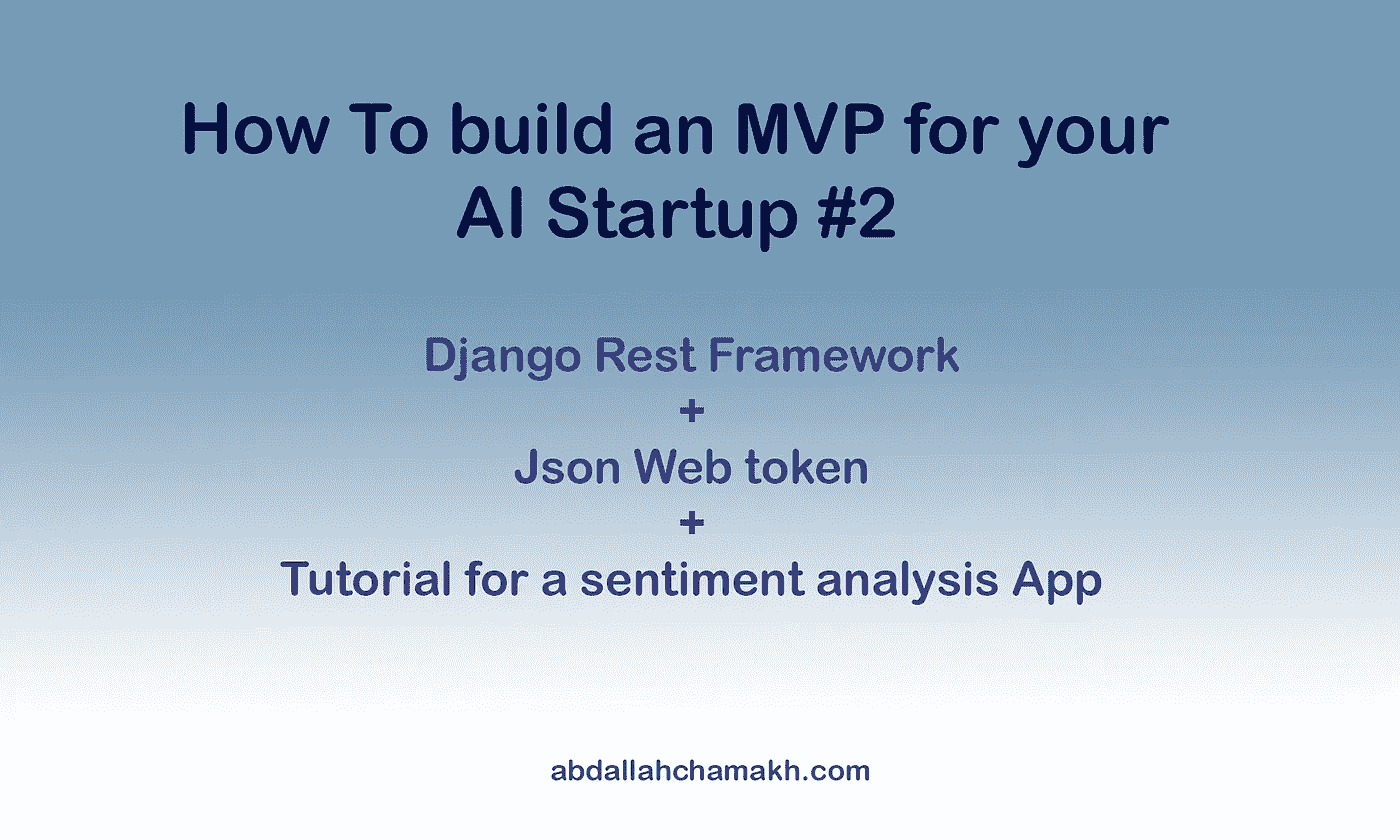 How To build an MVP for your
AI Startup #2
Django Rest Framework
+
Json Web token
+
Tutorial for a sentiment analysis App
abdallahchamakh.com